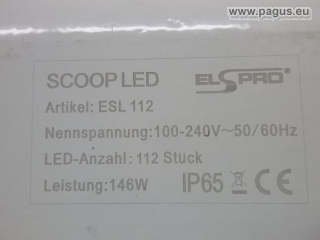 www.pagus.eu
SCOOP LED ELSPRO
Artikel: ESL 112
Nennspannung:100-240V~50/60Hz
LED-Anzahl: 112 Stück
Leistung:146W IP65 CE